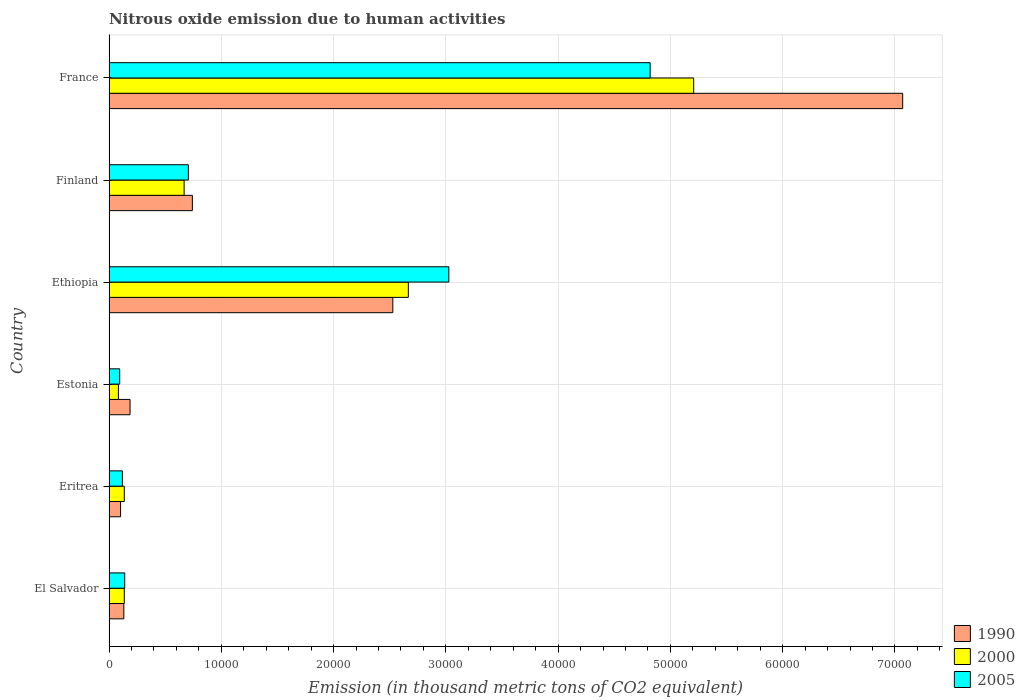 Nitrous oxide emission due to human activities
France
Finland
Ethiopia
Estonia
Eritrea
El Salvador
Country
0
10000
20000
30000
40000
50000
60000
70000
Emission (in thousand metric tons of CO2 equivalent)
1990
2000
2005